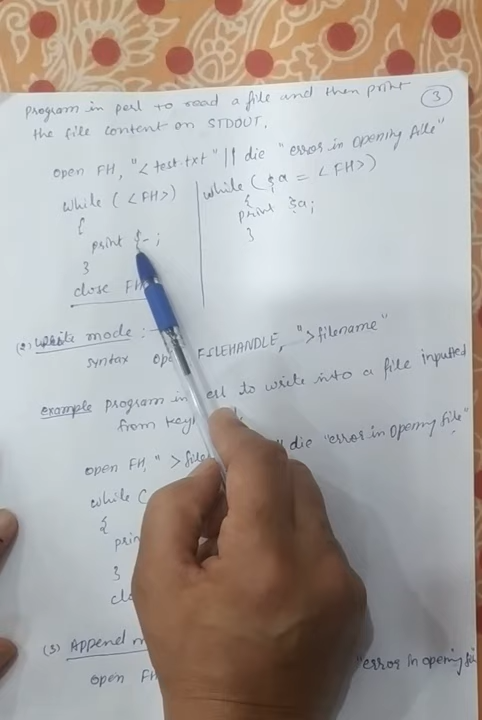 3
Program in perl to read a file and then print
the file content on STDOUT.
open FH, "< test.txt" || die "error in opening file"
while ( <FH>)
{
print $_ ;
}
close FH
while ( $a = <FH>)
{
print $a;
}
(2) Write mode :
syntax FILEHANDLE, ">filename"
example Program in to write into a file inputted
from
open FH, " > die "error in opening file"
while (
{
}
(3) Append
open FH "error in opening